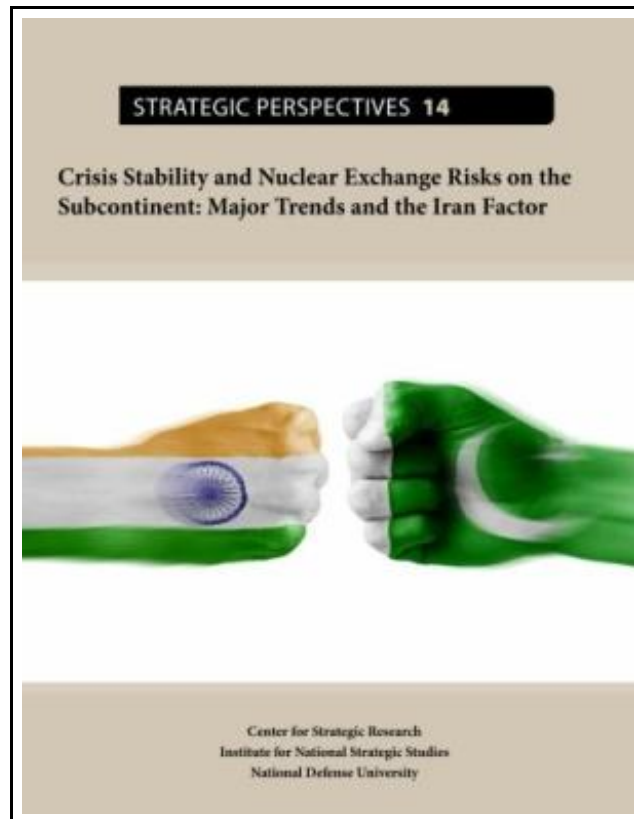 STRATEGIC PERSPECTIVES 14
Crisis Stability and Nuclear Exchange Risks on the
Subcontinent: Major Trends and the Iran Factor
Center for Strategic Research
Institute for National Strategic Studies
National Defense University